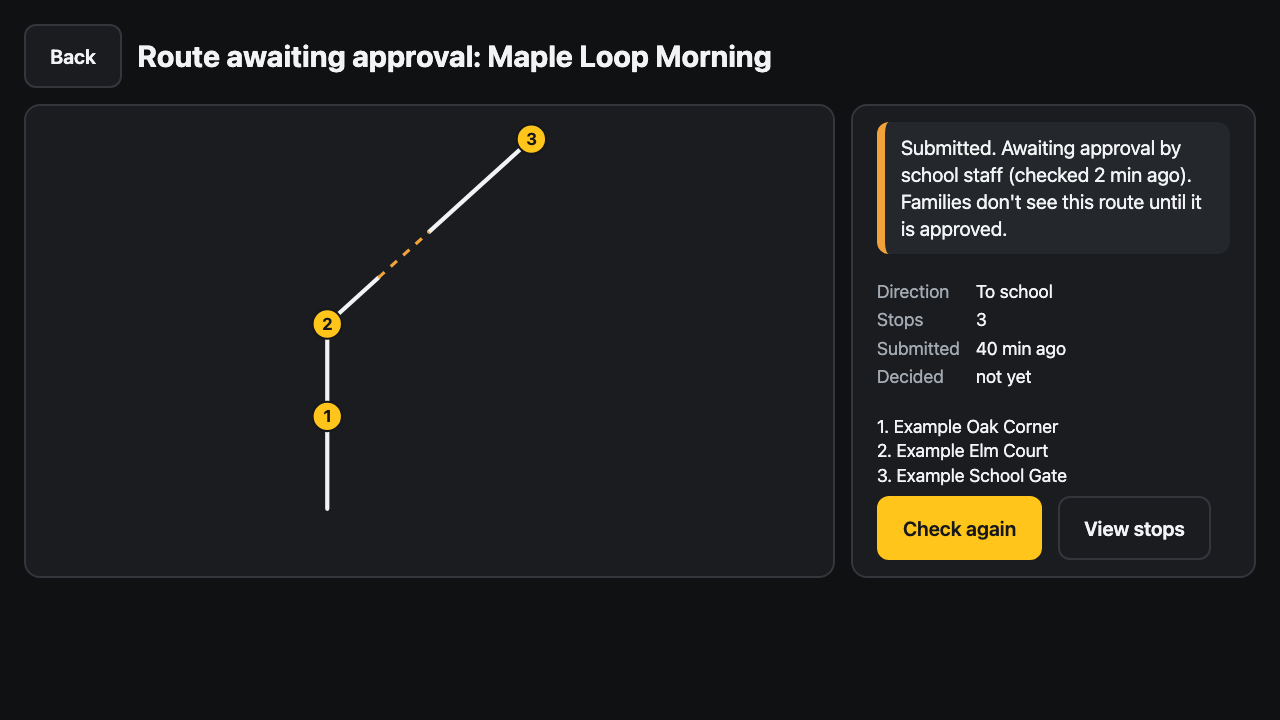 Back
Route awaiting approval: Maple Loop Morning
3
2
1
Submitted. Awaiting approval by
school staff (checked 2 min ago).
Families don't see this route until it
is approved.
Direction To school
Stops 3
Submitted 40 min ago
Decided not yet
1. Example Oak Corner
2. Example Elm Court
3. Example School Gate
Check again
View stops